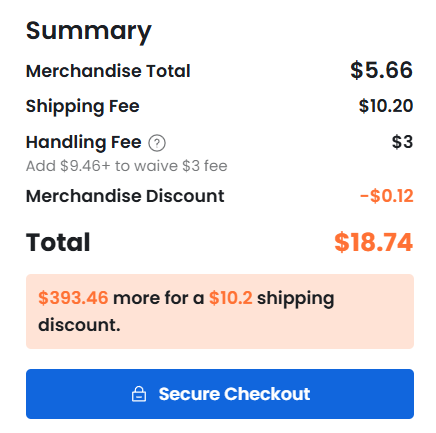 Summary
Merchandise Total $5.66
Shipping Fee $10.20
Handling Fee ? $3
Add $9.46+ to waive $3 fee
Merchandise Discount -$0.12
Total $18.74
$393.46 more for a $10.2 shipping
discount.
Secure Checkout